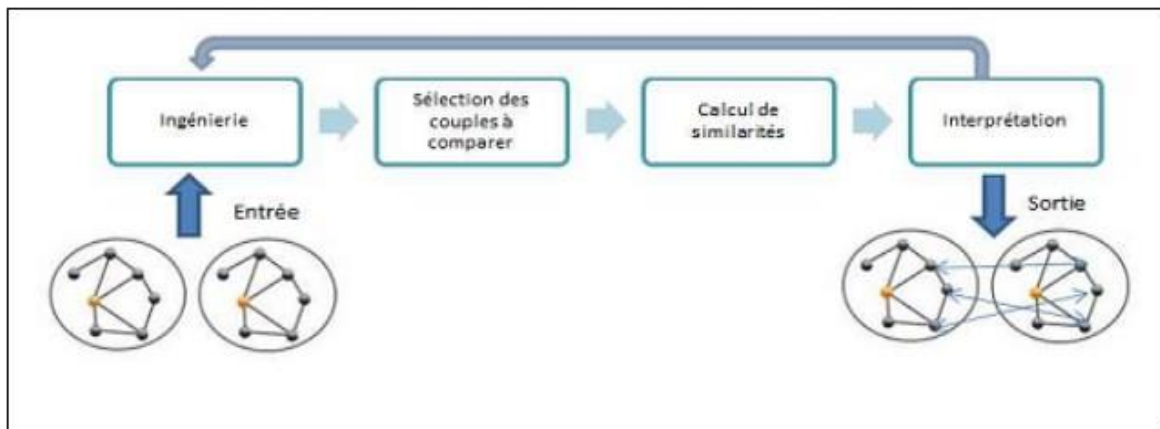 Ingénierie
Sélection des
couples à
comparer
Calcul de
similarités
Interprétation
Entrée
Sortie